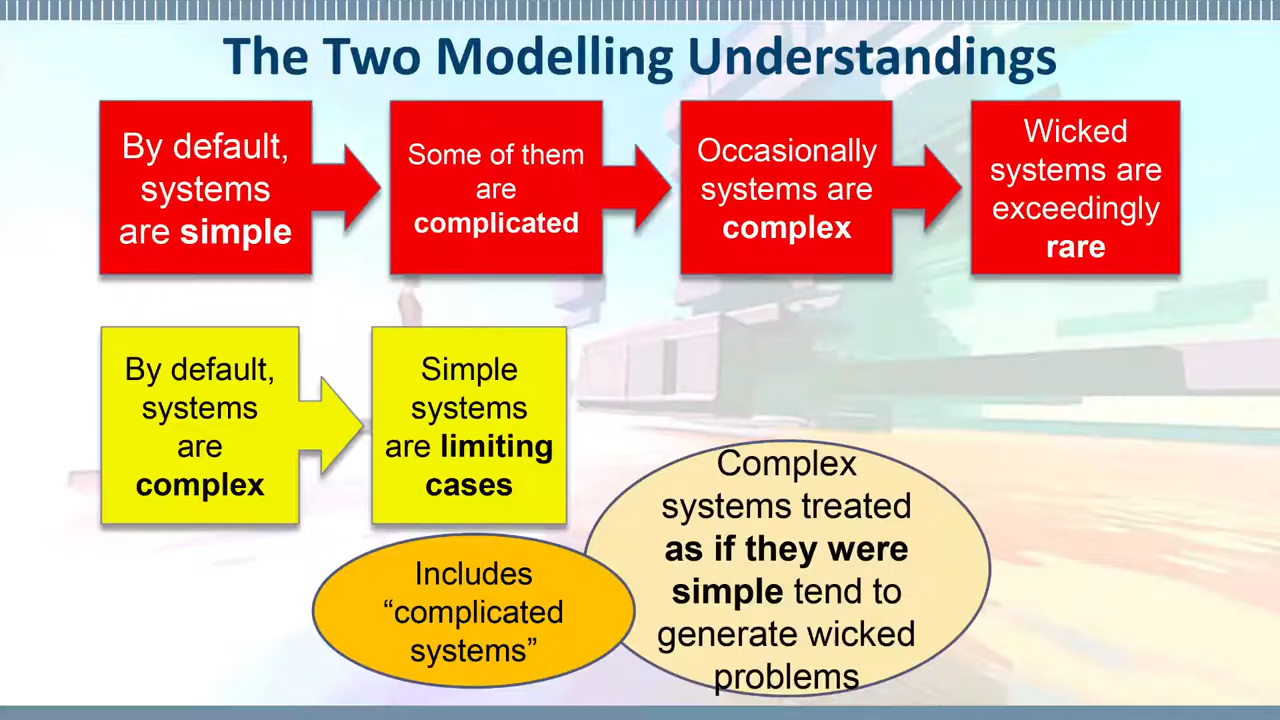 The Two Modelling Understandings
By default,
systems
are simple
Some of them
are
complicated
Occasionally
systems are
complex
Wicked
systems are
exceedingly
rare
By default,
systems
are
complex
Simple
systems
are limiting
cases
Includes
“complicated
systems”
Complex
systems treated
as if they were
simple tend to
generate wicked
problems